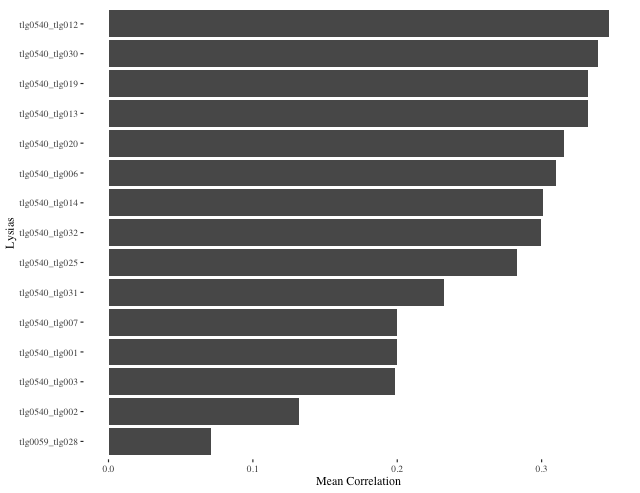 tlg0540_tlg012
tlg0540_tlg030
tlg0540_tlg019
tlg0540_tlg013
tlg0540_tlg020
tlg0540_tlg006
tlg0540_tlg014
tlg0540_tlg032
tlg0540_tlg025
tlg0540_tlg031
tlg0540_tlg007
tlg0540_tlg001
tlg0540_tlg003
tlg0540_tlg002
tlg0059_tlg028
Lysias
0.0 0.1 0.2 0.3
Mean Correlation